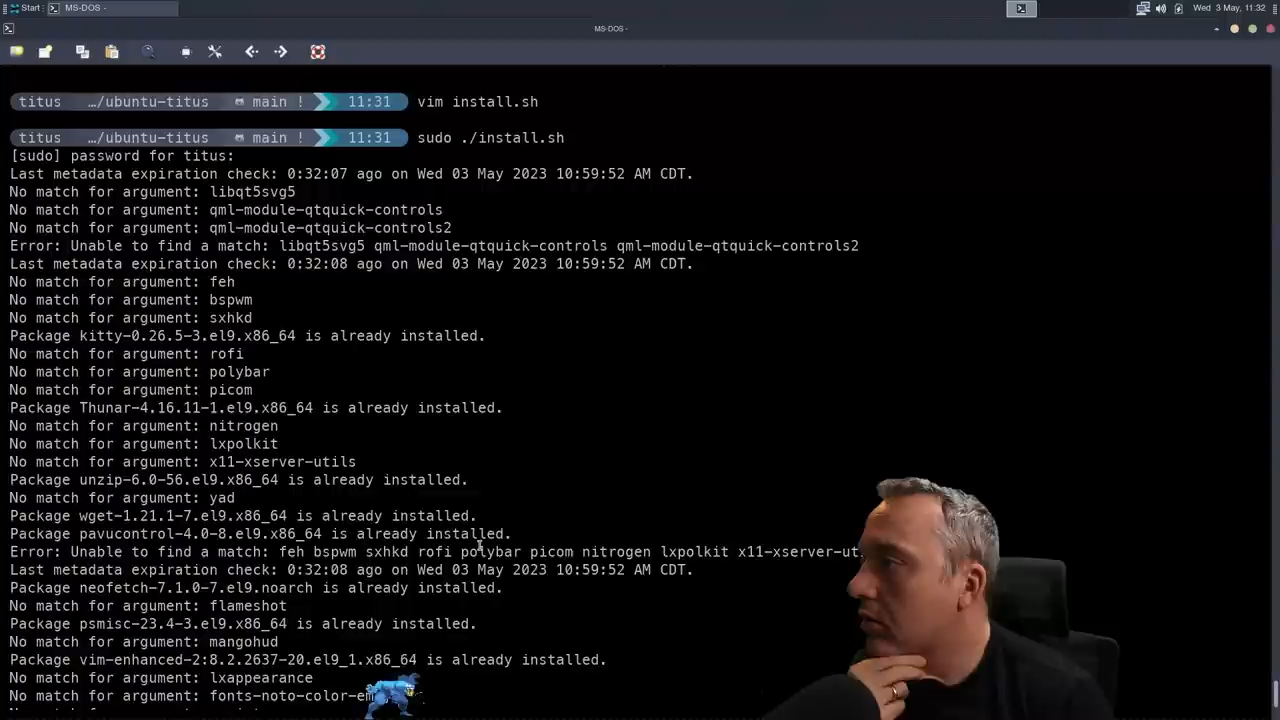 Start
MS-DOS -
Wed 3 May, 11:32
MS-DOS -
titus …/ubuntu-titus main ! 11:31 vim install.sh
titus …/ubuntu-titus main ! 11:31 sudo ./install.sh
[sudo] password for titus:
Last metadata expiration check: 0:32:07 ago on Wed 03 May 2023 10:59:52 AM CDT.
No match for argument: libqt5svg5
No match for argument: qml-module-qtquick-controls
No match for argument: qml-module-qtquick-controls2
Error: Unable to find a match: libqt5svg5 qml-module-qtquick-controls qml-module-qtquick-controls2
Last metadata expiration check: 0:32:08 ago on Wed 03 May 2023 10:59:52 AM CDT.
No match for argument: feh
No match for argument: bspwm
No match for argument: sxhkd
Package kitty-0.26.5-3.el9.x86_64 is already installed.
No match for argument: rofi
No match for argument: polybar
No match for argument: picom
Package Thunar-4.16.11-1.el9.x86_64 is already installed.
No match for argument: nitrogen
No match for argument: lxpolkit
No match for argument: x11-xserver-utils
Package unzip-6.0-56.el9.x86_64 is already installed.
No match for argument: yad
Package wget-1.21.1-7.el9.x86_64 is already installed.
Package pavucontrol-4.0-8.el9.x86_64 is already installed.
Error: Unable to find a match: feh bspwm sxhkd rofi polybar picom nitrogen lxpolkit x11-xserver-ut
Last metadata expiration check: 0:32:08 ago on Wed 03 May 2023 10:59:52 AM CDT.
Package neofetch-7.1.0-7.el9.noarch is already installed.
No match for argument: flameshot
Package psmisc-23.4-3.el9.x86_64 is already installed.
No match for argument: mangohud
Package vim-enhanced-2:8.2.2637-20.el9_1.x86_64 is already installed.
No match for argument: lxappearance
No match for argument: fonts-noto-color-em